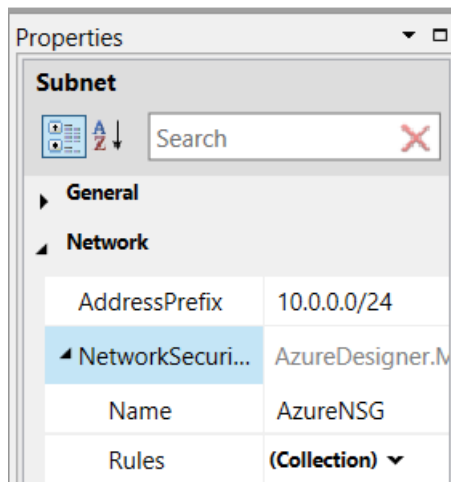 Properties
Subnet
Search
General
Network
AddressPrefix 10.0.0.0/24
NetworkSecuri... AzureDesigner.M
Name AzureNSG
Rules (Collection)